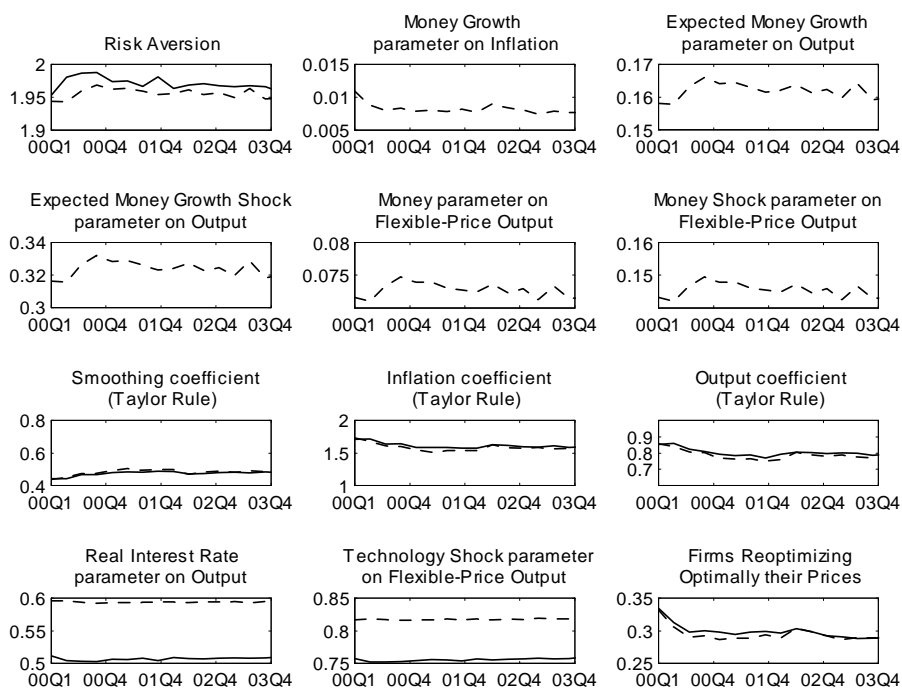 Risk Aversion
2
1.95
1.9
00Q1 00Q4 01Q4 02Q4 03Q4
Money Growth
parameter on Inflation
0.015
0.01
0.005
00Q1 00Q4 01Q4 02Q4 03Q4
Expected Money Growth
parameter on Output
0.17
0.16
0.15
00Q1 00Q4 01Q4 02Q4 03Q4
Expected Money Growth Shock
parameter on Output
0.34
0.32
0.3
00Q1 00Q4 01Q4 02Q4 03Q4
Money parameter on
Flexible-Price Output
0.08
0.075
00Q1 00Q4 01Q4 02Q4 03Q4
Money Shock parameter on
Flexible-Price Output
0.16
0.15
00Q1 00Q4 01Q4 02Q4 03Q4
Smoothing coefficient
(Taylor Rule)
0.8
0.6
0.4
00Q1 00Q4 01Q4 02Q4 03Q4
Inflation coefficient
(Taylor Rule)
2
1.5
1
00Q1 00Q4 01Q4 02Q4 03Q4
Output coefficient
(Taylor Rule)
0.9
0.8
0.7
00Q1 00Q4 01Q4 02Q4 03Q4
Real Interest Rate
parameter on Output
0.6
0.55
0.5
00Q1 00Q4 01Q4 02Q4 03Q4
Technology Shock parameter
on Flexible-Price Output
0.85
0.8
0.75
00Q1 00Q4 01Q4 02Q4 03Q4
Firms Reoptimizing
Optimally their Prices
0.35
0.3
0.25
00Q1 00Q4 01Q4 02Q4 03Q4